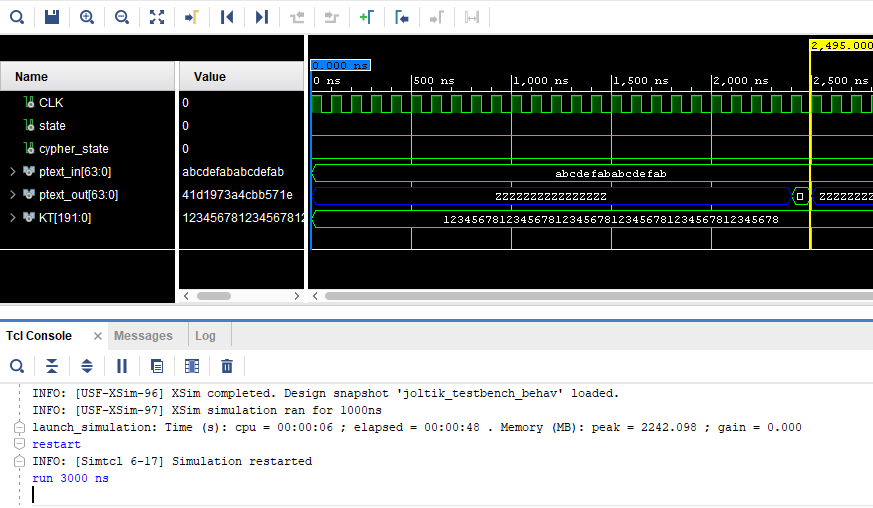 2,495.000
0.000 ns
Name Value
0 ns 500 ns 1,000 ns 1,500 ns 2,000 ns 2,500 ns
CLK 0
state 0
cypher_state 0
ptext_in[63:0] abcdefababcdefab abcdefababcdefab
ptext_out[63:0] 41d1973a4cbb571e ZZZZZZZZZZZZZZZZ ZZZZZZZZ
KT[191:0] 123456781234567812 123456781234567812345678123456781234567812345678
Tcl Console × Messages Log
INFO: [USF-XSim-96] XSim completed. Design snapshot 'joltik_testbench_behav' loaded.
INFO: [USF-XSim-97] XSim simulation ran for 1000ns
launch_simulation: Time (s): cpu = 00:00:06 ; elapsed = 00:00:48 . Memory (MB): peak = 2242.098 ; gain = 0.000
restart
INFO: [Simtcl 6-17] Simulation restarted
run 3000 ns